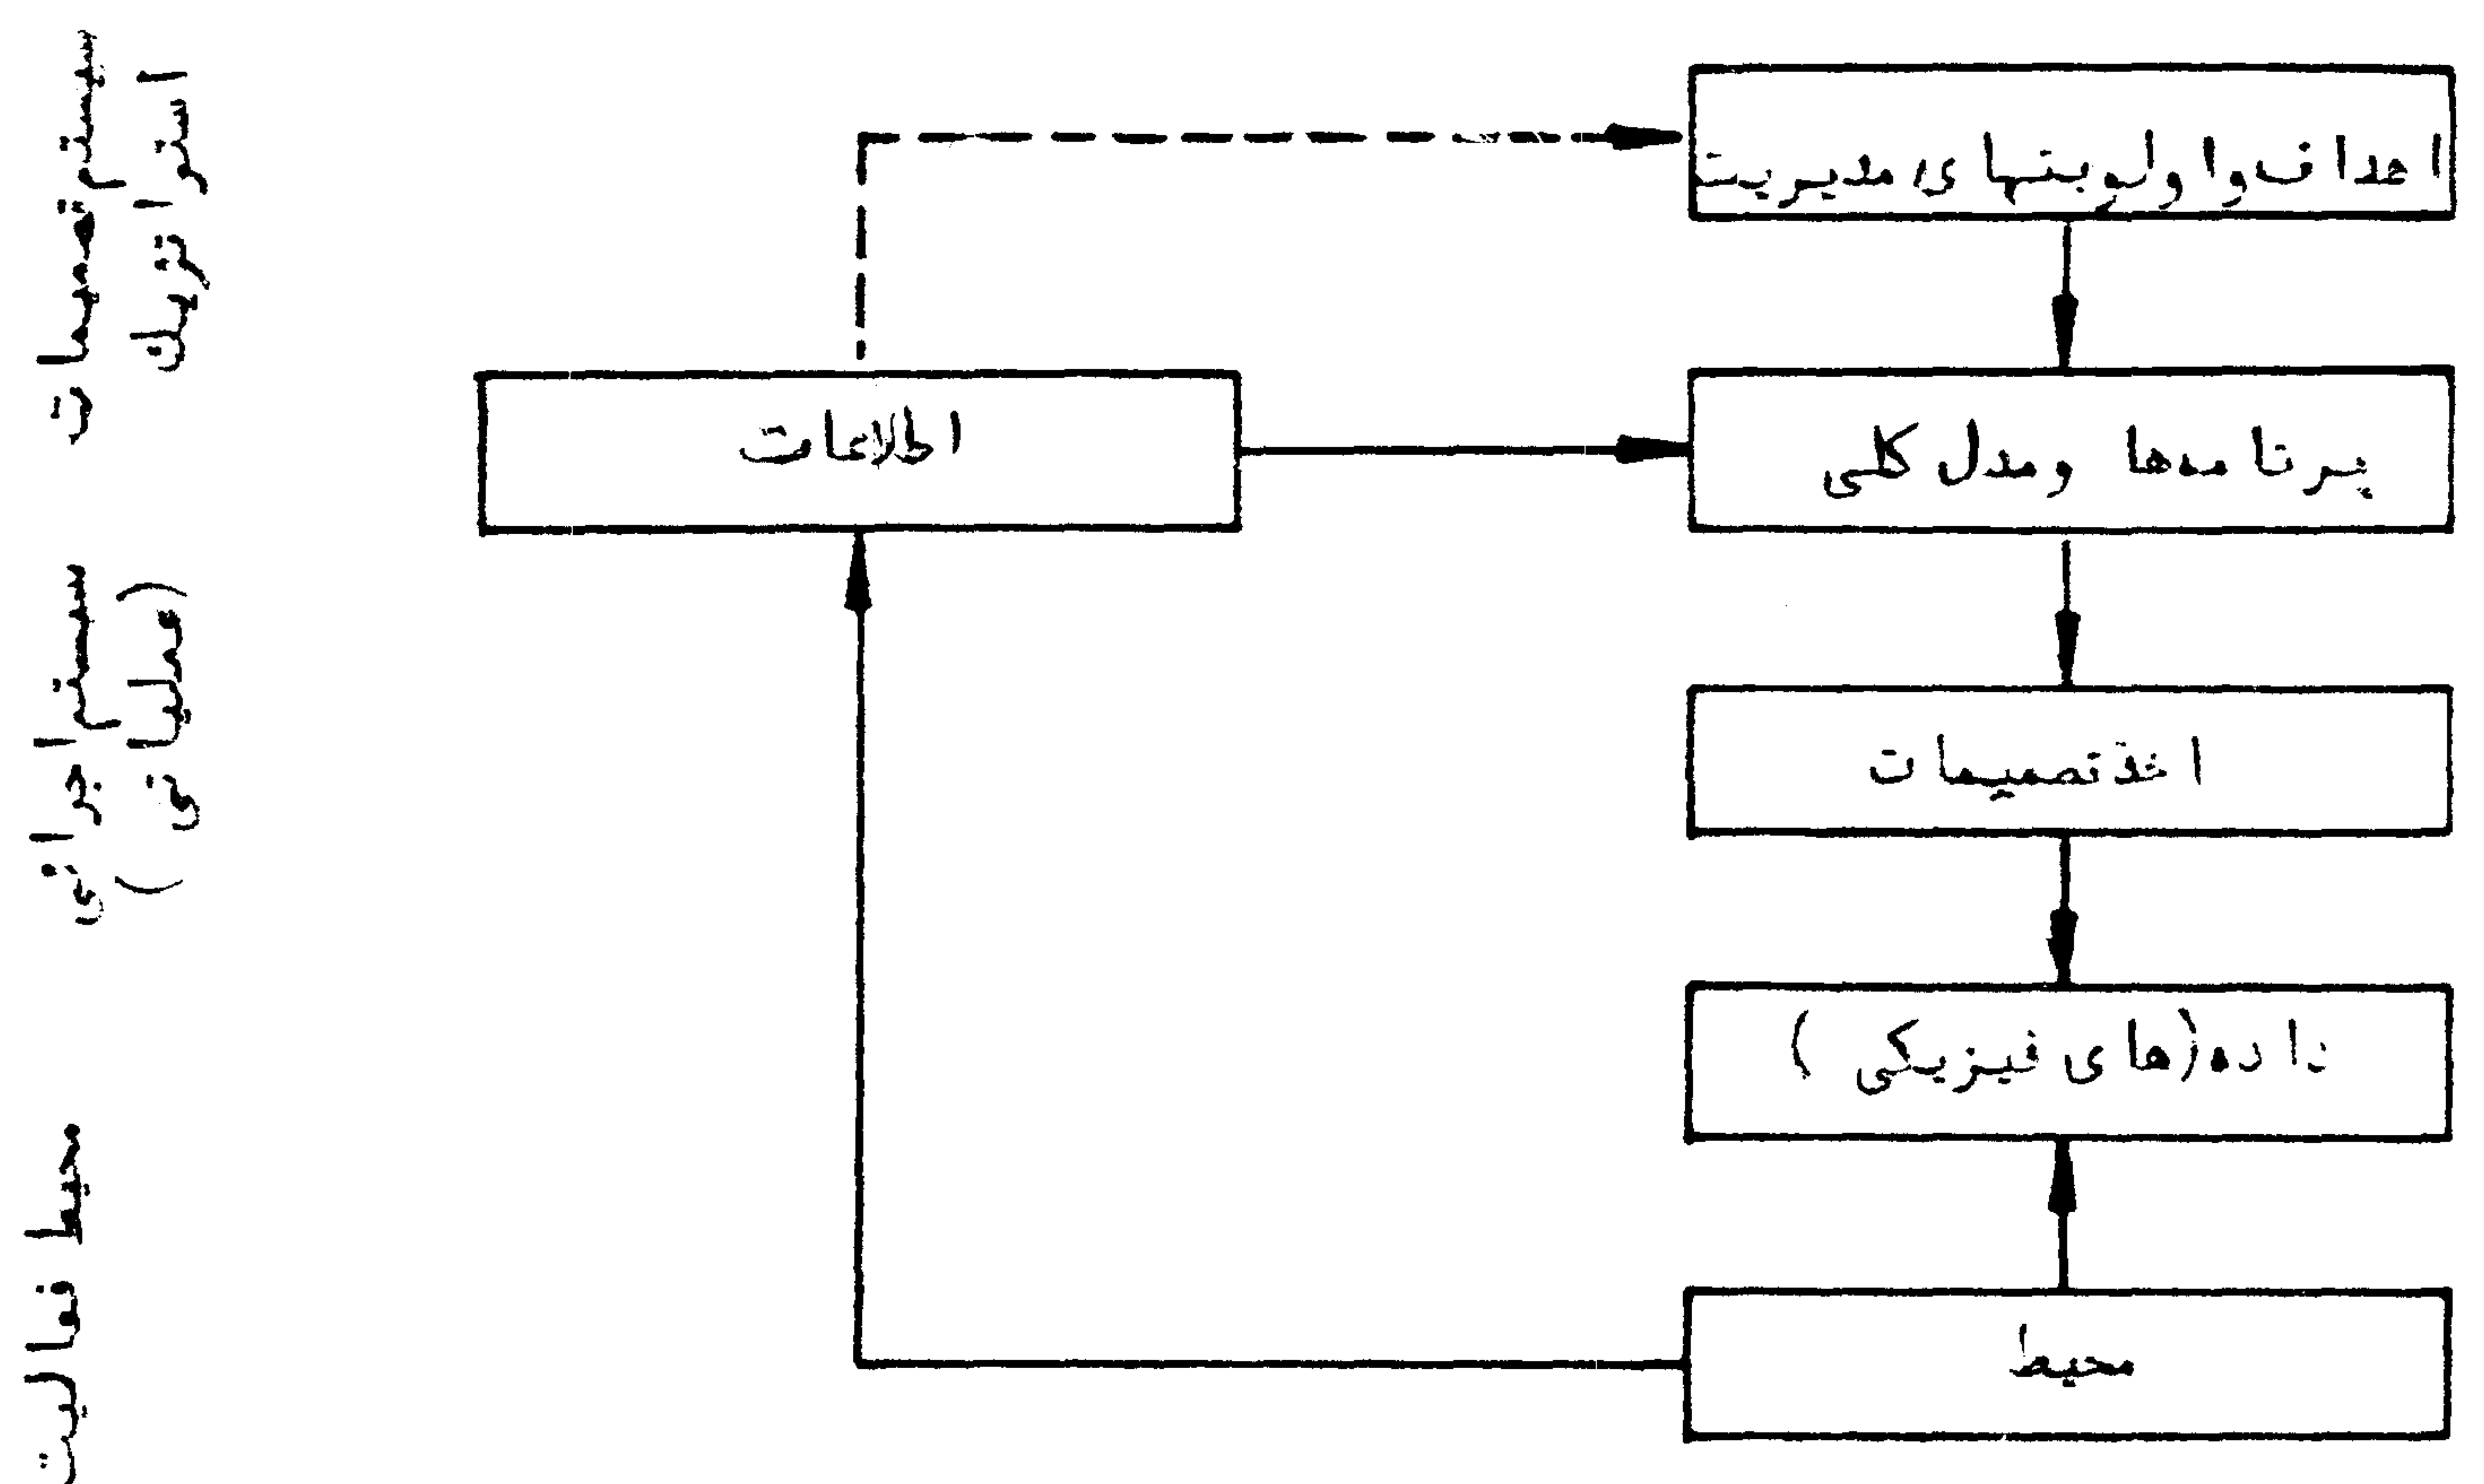 اهداف و اولویتهای مدیریت
اطلاعات
برنامه‌ها و مدل کلی
اخذ تصمیمات
داده (های فیزیکی)
محیط
سیستم تصمیمات
استراتژیک
سیستم اجرائی
(عملیاتی)
محیط فعالیت